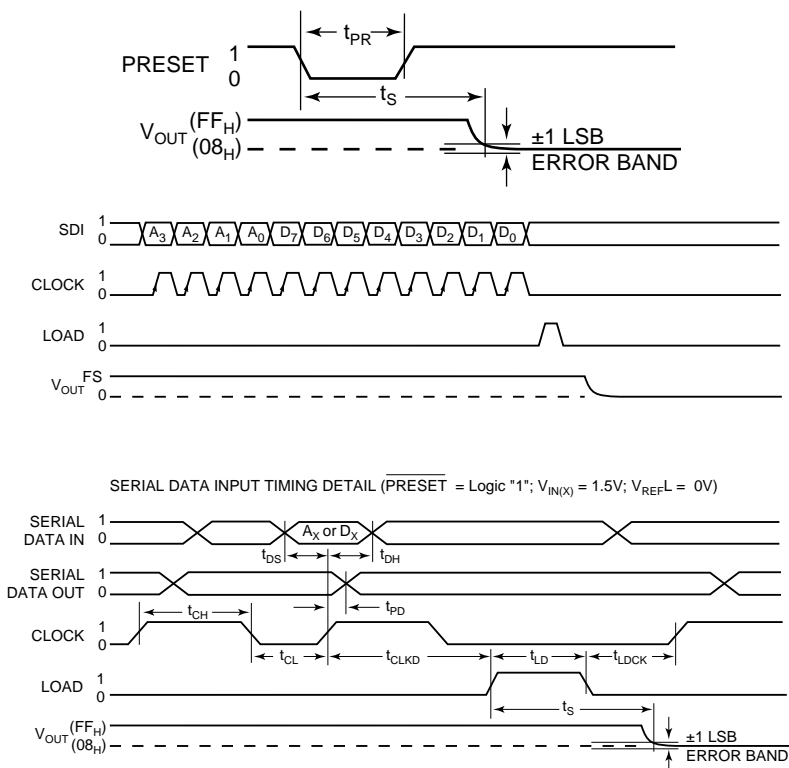 t_PR
PRESET 1 0
t_S
V_OUT (FF_H) (08_H)
±1 LSB
ERROR BAND
SDI 1 0 A_3 A_2 A_1 A_0 D_7 D_6 D_5 D_4 D_3 D_2 D_1 D_0
CLOCK 1 0
LOAD 1 0
V_OUT FS 0
SERIAL DATA INPUT TIMING DETAIL (P̅R̅E̅S̅E̅T̅ = Logic "1"; V_IN(X) = 1.5V; V_REFL = 0V)
SERIAL DATA IN 1 0 A_X or D_X
t_DS t_DH
SERIAL DATA OUT 1 0
t_CH t_PD
CLOCK 1 0
t_CL t_CLKD t_LD t_LDCK
LOAD 1 0
t_S
V_OUT (FF_H) (08_H)
±1 LSB
ERROR BAND